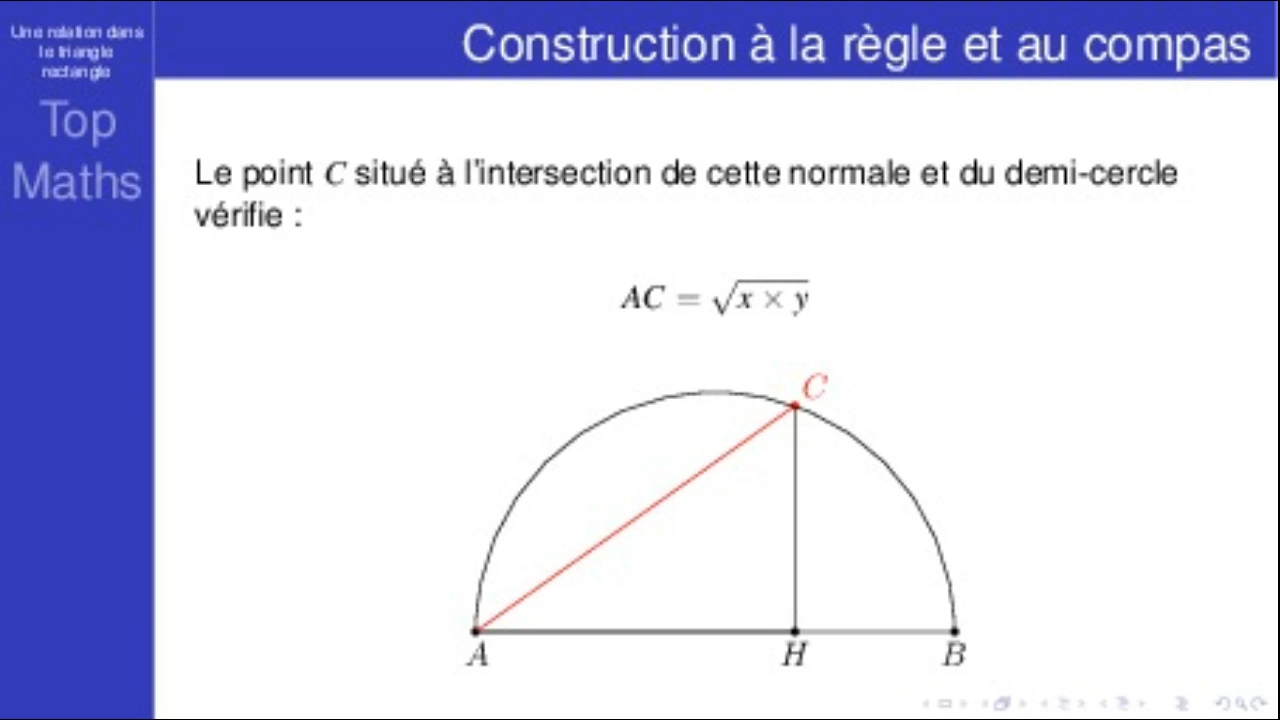 Une relation dans
le triangle
rectangle
Top
Maths
Construction à la règle et au compas
Le point C situé à l'intersection de cette normale et du demi-cercle
vérifie :
AC = √x × y
C
A
H
B